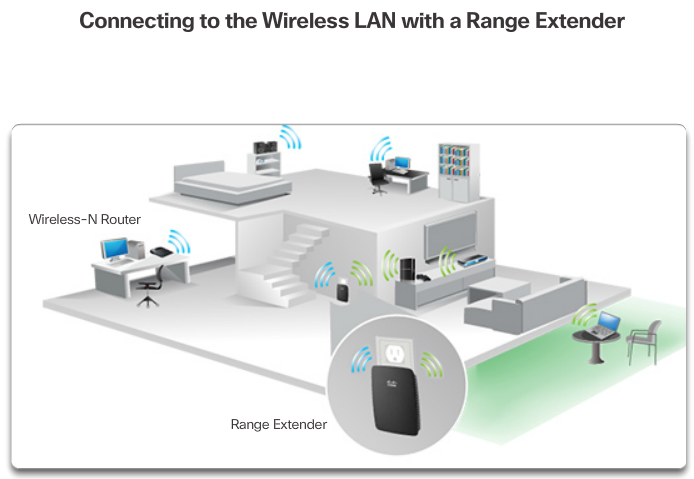 Connecting to the Wireless LAN with a Range Extender
Wireless-N Router
Range Extender